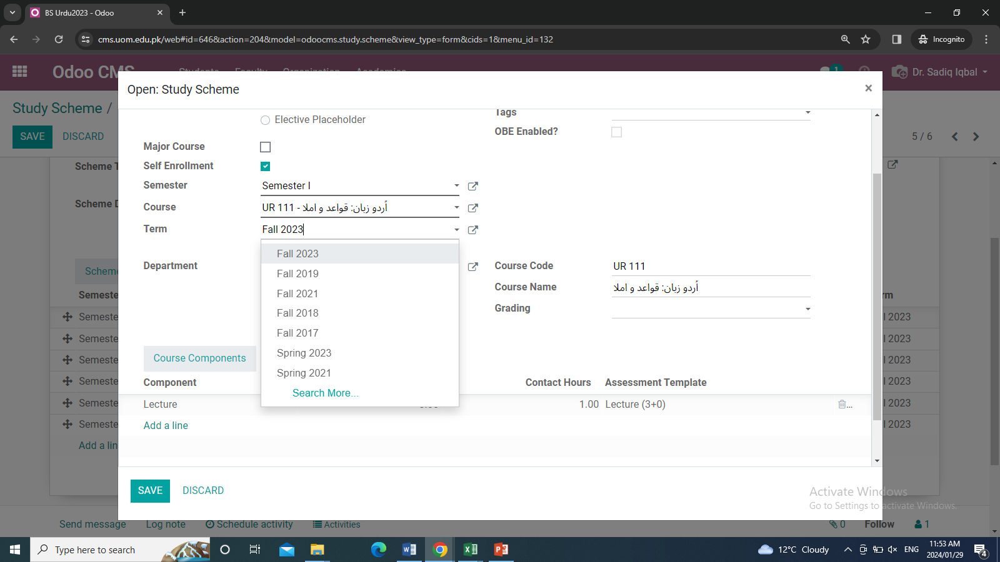 BS Urdu2023 - Odoo
cms.uom.edu.pk/web#id=646&action=204&model=odoocms.study.scheme&view_type=form&cids=1&menu_id=132
Incognito
Odoo CMS Students Faculty Organization Academics 1 Dr. Sadiq Iqbal
Study Scheme /
SAVE DISCARD 5 / 6
Open: Study Scheme
Elective Placeholder
Tags
OBE Enabled?
Major Course
Self Enrollment
Semester Semester I
Course UR 111 - اُردو زبان: قواعد و املا
Term Fall 2023
Fall 2023
Fall 2019
Fall 2021
Fall 2018
Fall 2017
Spring 2023
Spring 2021
Search More...
Department
Course Code UR 111
Course Name اُردو زبان: قواعد و املا
Grading
Course Components
Component Contact Hours Assessment Template
Lecture 1.00 Lecture (3+0)
Add a line
SAVE DISCARD
Scheme
Scheme
Scheme
Semeste
Semeste l 2023
Semeste l 2023
Semeste l 2023
Semeste l 2023
Semeste l 2023
Semeste l 2023
Add a lin
Activate Windows
Go to Settings to activate Windows.
Send message Log note Schedule activity Activities 0 Follow 1
Type here to search
12°C Cloudy
ENG
11:53 AM
2024/01/29
4